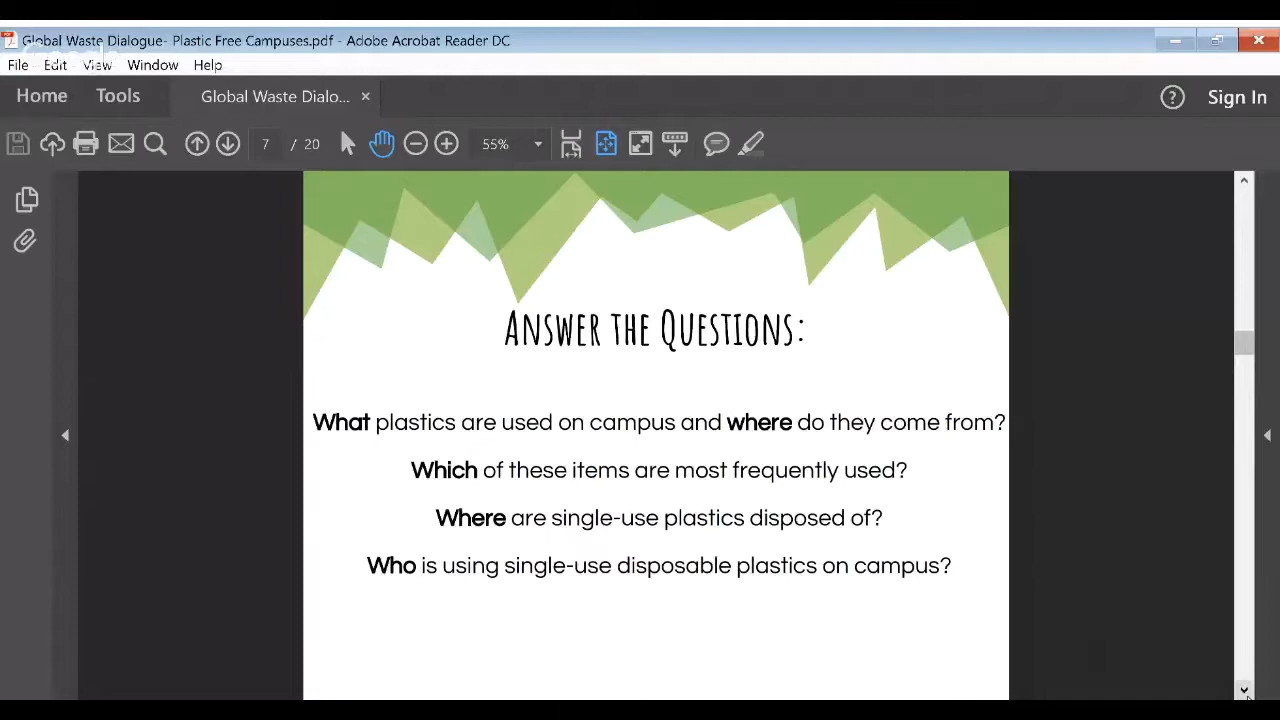 Global Waste Dialogue- Plastic Free Campuses.pdf - Adobe Acrobat Reader DC
Google
File Edit View Window Help
Home Tools Global Waste Dialo... × ? Sign In
7 / 20 55%
Answer the Questions:
What plastics are used on campus and where do they come from?
Which of these items are most frequently used?
Where are single-use plastics disposed of?
Who is using single-use disposable plastics on campus?